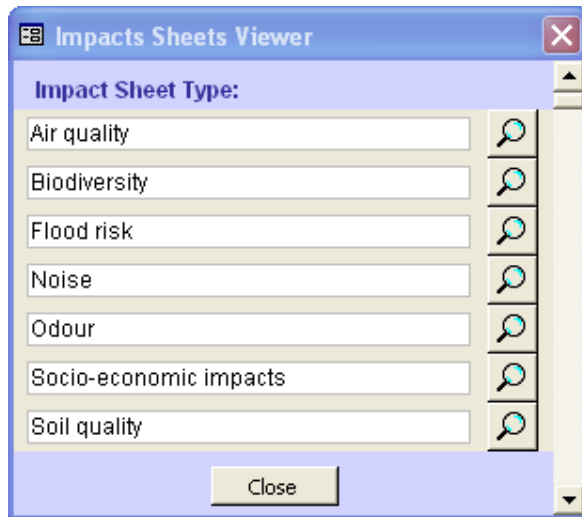 Impacts Sheets Viewer
Impact Sheet Type:
Air quality
Biodiversity
Flood risk
Noise
Odour
Socio-economic impacts
Soil quality
Close